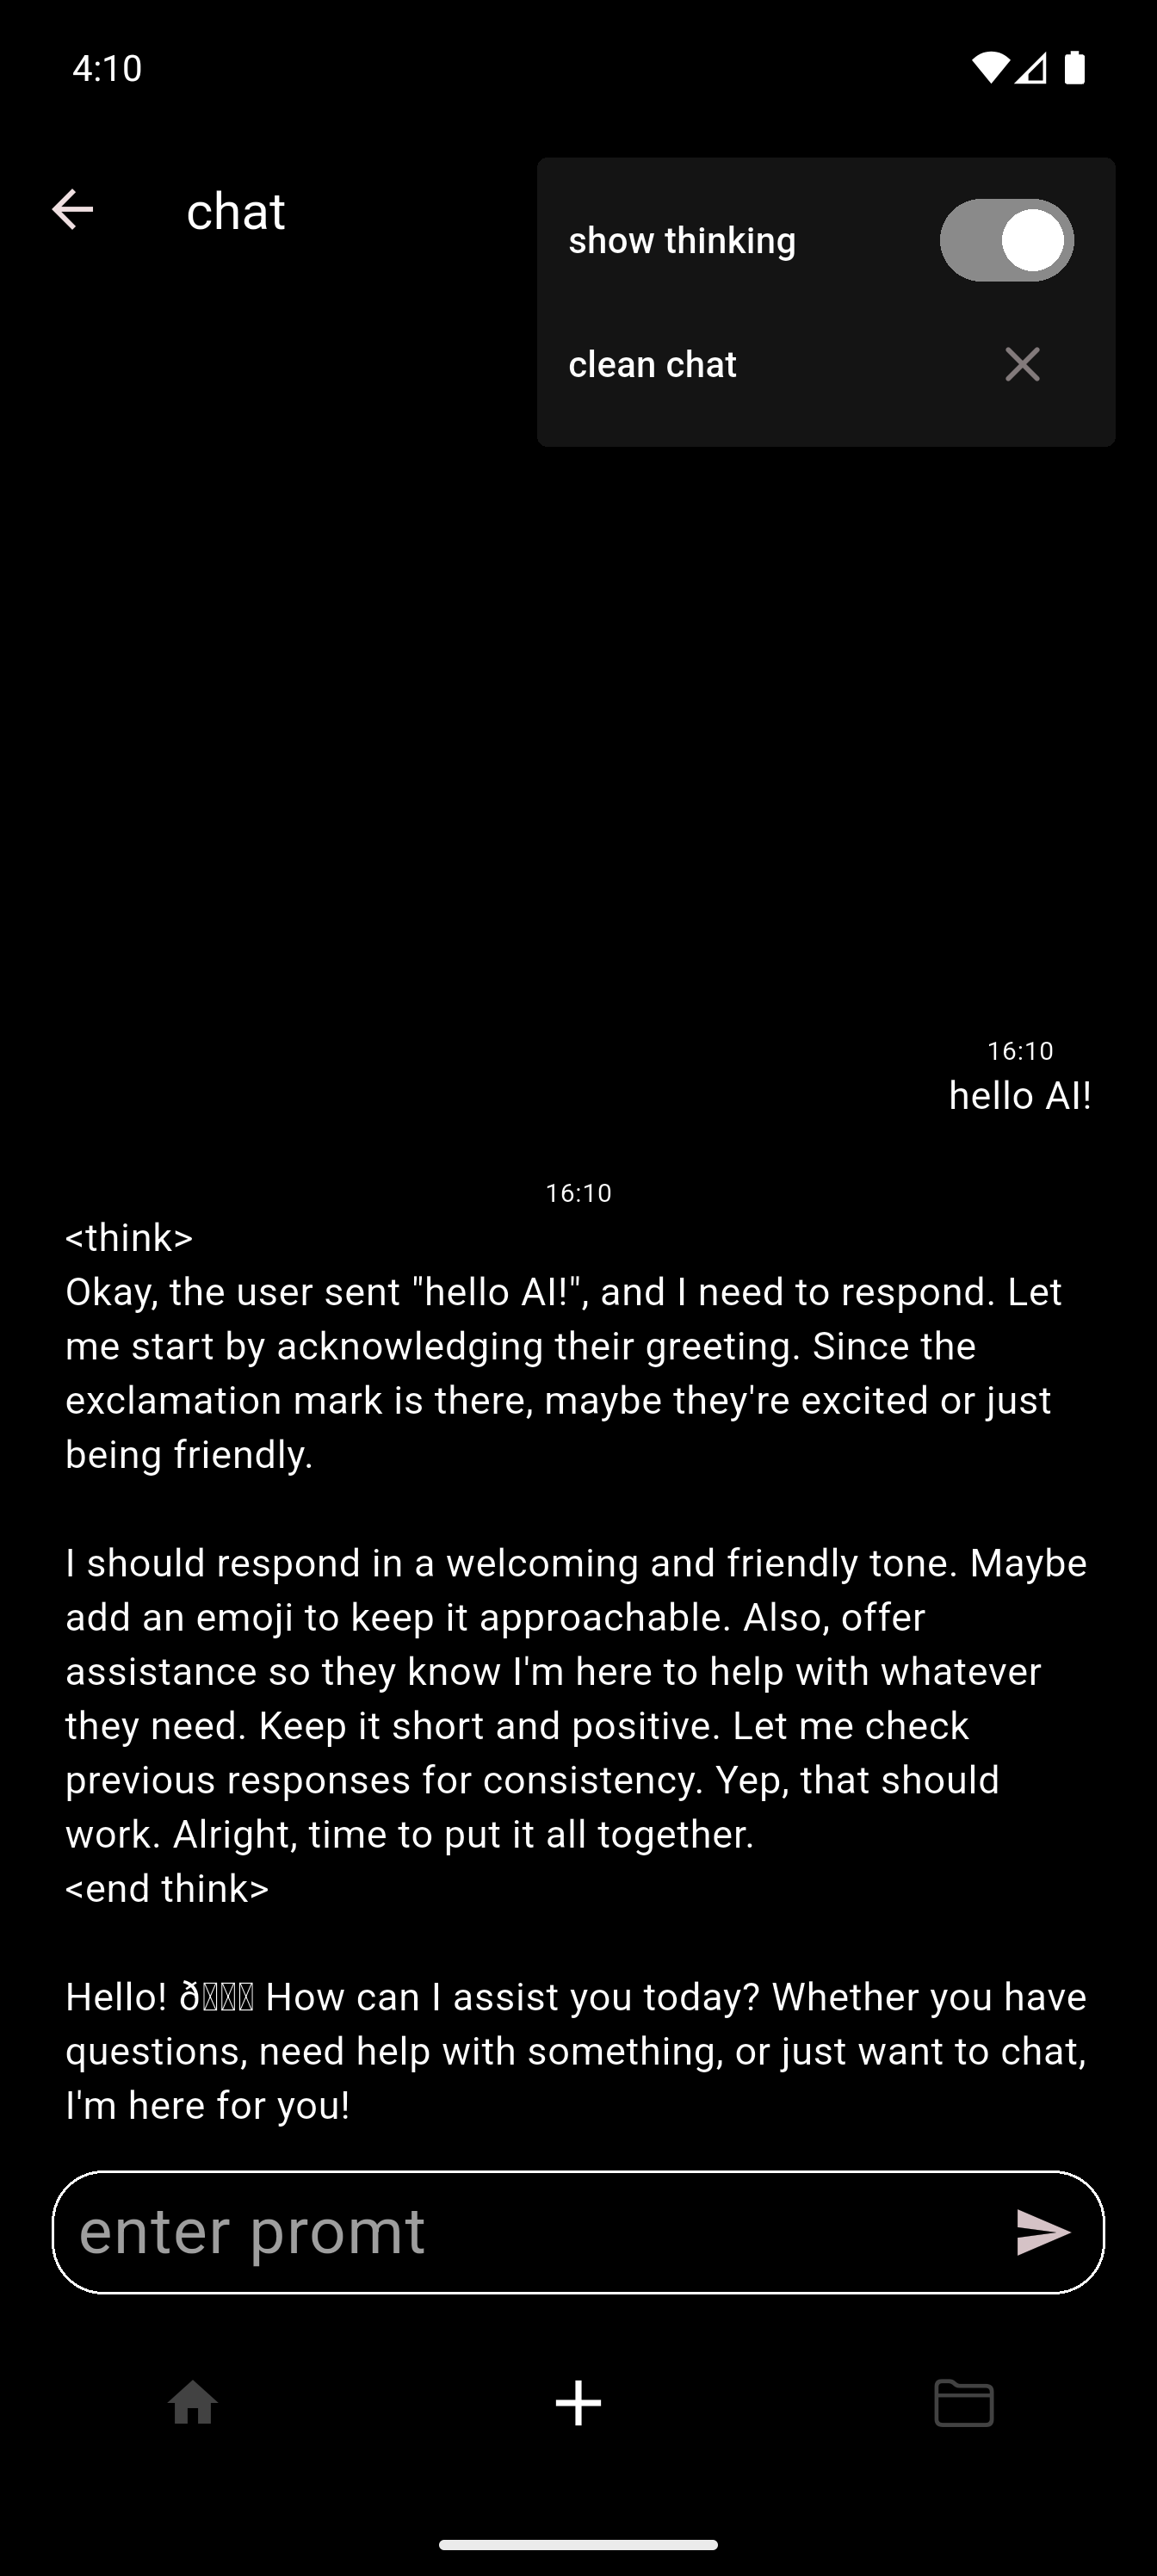 4:10
chat
show thinking
clean chat
16:10
hello AI!
16:10
<think>
Okay, the user sent "hello AI!", and I need to respond. Let
me start by acknowledging their greeting. Since the
exclamation mark is there, maybe they're excited or just
being friendly.
I should respond in a welcoming and friendly tone. Maybe
add an emoji to keep it approachable. Also, offer
assistance so they know I'm here to help with whatever
they need. Keep it short and positive. Let me check
previous responses for consistency. Yep, that should
work. Alright, time to put it all together.
<end think>
Hello! ð How can I assist you today? Whether you have
questions, need help with something, or just want to chat,
I'm here for you!
enter promt